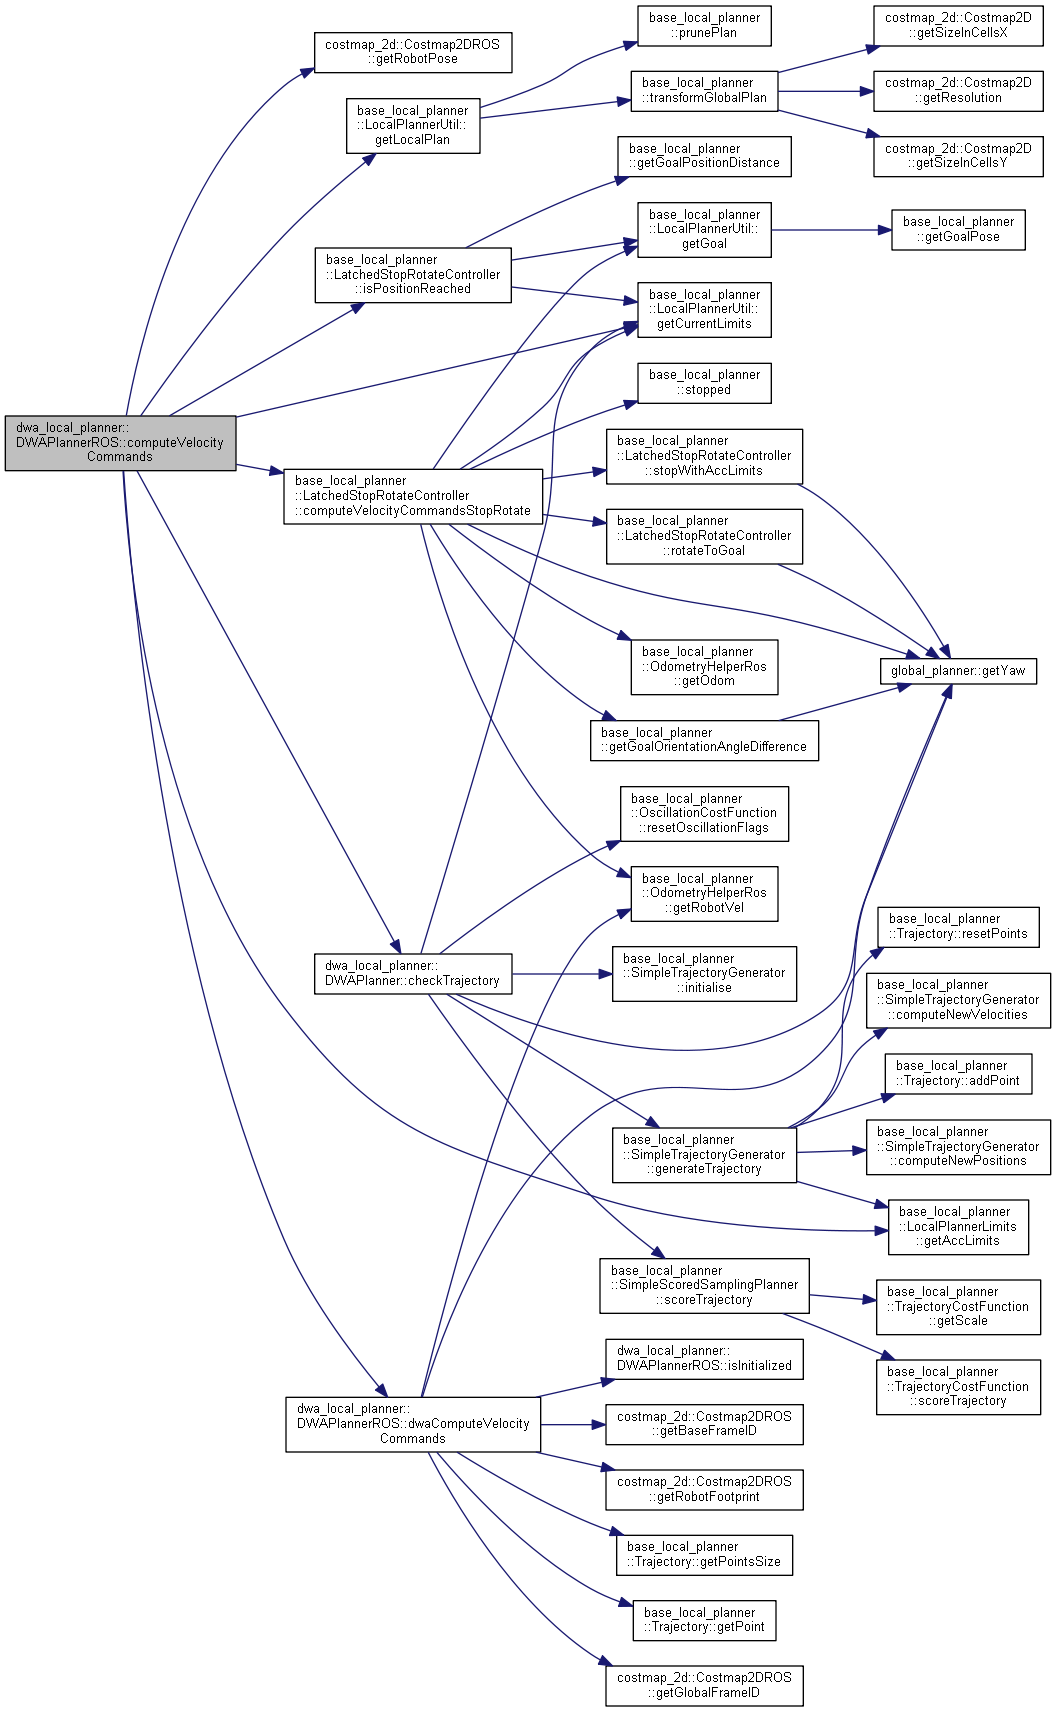 base_local_planner
::prunePlan
costmap_2d::Costmap2D
::getSizeInCellsX
costmap_2d::Costmap2DROS
::getRobotPose
base_local_planner
::transformGlobalPlan
costmap_2d::Costmap2D
::getResolution
base_local_planner
::LocalPlannerUtil::
getLocalPlan
costmap_2d::Costmap2D
::getSizeInCellsY
base_local_planner
::getGoalPositionDistance
base_local_planner
::LocalPlannerUtil::
getGoal
base_local_planner
::getGoalPose
base_local_planner
::LatchedStopRotateController
::isPositionReached
base_local_planner
::LocalPlannerUtil::
getCurrentLimits
base_local_planner
::stopped
dwa_local_planner::
DWAPlannerROS::computeVelocity
Commands
base_local_planner
::LatchedStopRotateController
::stopWithAccLimits
base_local_planner
::LatchedStopRotateController
::computeVelocityCommandsStopRotate
base_local_planner
::LatchedStopRotateController
::rotateToGoal
base_local_planner
::OdometryHelperRos
::getOdom
global_planner::getYaw
base_local_planner
::getGoalOrientationAngleDifference
base_local_planner
::OscillationCostFunction
::resetOscillationFlags
base_local_planner
::OdometryHelperRos
::getRobotVel
base_local_planner
::Trajectory::resetPoints
dwa_local_planner::
DWAPlanner::checkTrajectory
base_local_planner
::SimpleTrajectoryGenerator
::initialise
base_local_planner
::SimpleTrajectoryGenerator
::computeNewVelocities
base_local_planner
::Trajectory::addPoint
base_local_planner
::SimpleTrajectoryGenerator
::generateTrajectory
base_local_planner
::SimpleTrajectoryGenerator
::computeNewPositions
base_local_planner
::LocalPlannerLimits
::getAccLimits
base_local_planner
::SimpleScoredSamplingPlanner
::scoreTrajectory
base_local_planner
::TrajectoryCostFunction
::getScale
dwa_local_planner::
DWAPlannerROS::isInitialized
base_local_planner
::TrajectoryCostFunction
::scoreTrajectory
dwa_local_planner::
DWAPlannerROS::dwaComputeVelocity
Commands
costmap_2d::Costmap2DROS
::getBaseFrameID
costmap_2d::Costmap2DROS
::getRobotFootprint
base_local_planner
::Trajectory::getPointsSize
base_local_planner
::Trajectory::getPoint
costmap_2d::Costmap2DROS
::getGlobalFrameID